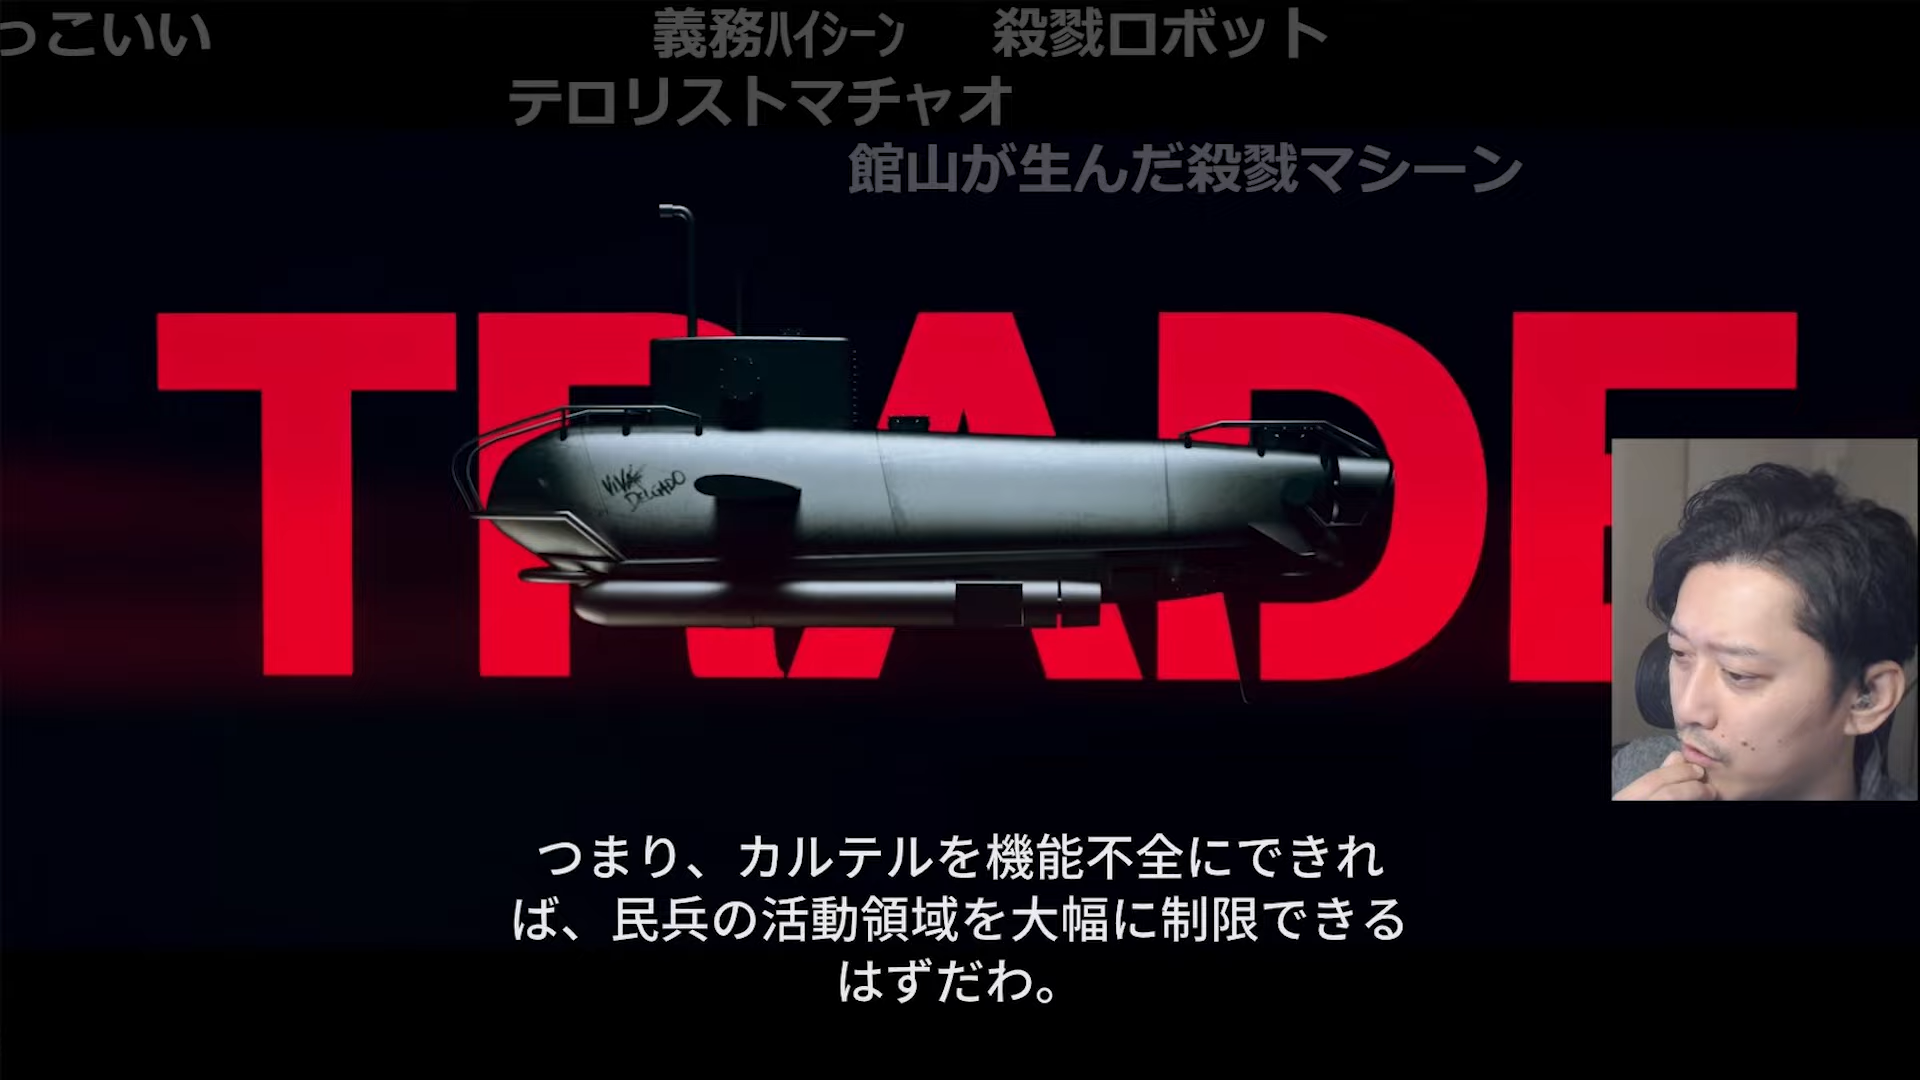 っこいい
義務ﾊｲｼｰﾝ
殺戮ロボット
テロリストマチャオ
館山が生んだ殺戮マシーン
TRADE
VIVA
DELGADO
つまり、カルテルを機能不全にできれ
ば、民兵の活動領域を大幅に制限できる
はずだわ。